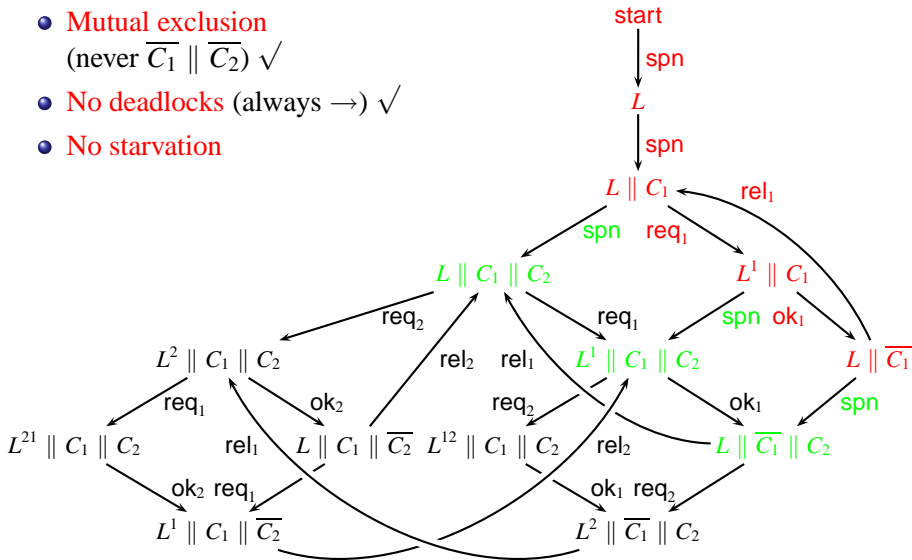 • Mutual exclusion
(never C̅₁ ∥ C̅₂) √
• No deadlocks (always →) √
• No starvation
start
spn
L
spn
L ∥ C₁
rel₁
spn req₁
L ∥ C₁ ∥ C₂ L¹ ∥ C₁
req₂ req₁ spn ok₁
L² ∥ C₁ ∥ C₂ rel₂ rel₁ L¹ ∥ C₁ ∥ C₂ L ∥ C̅₁
req₁ ok₂ req₂ ok₁ spn
L²¹ ∥ C₁ ∥ C₂ rel₁ L ∥ C₁ ∥ C̅₂ L¹² ∥ C₁ ∥ C₂ rel₂ L ∥ C̅₁ ∥ C₂
ok₂ req₁ ok₁ req₂
L¹ ∥ C₁ ∥ C̅₂ L² ∥ C̅₁ ∥ C₂